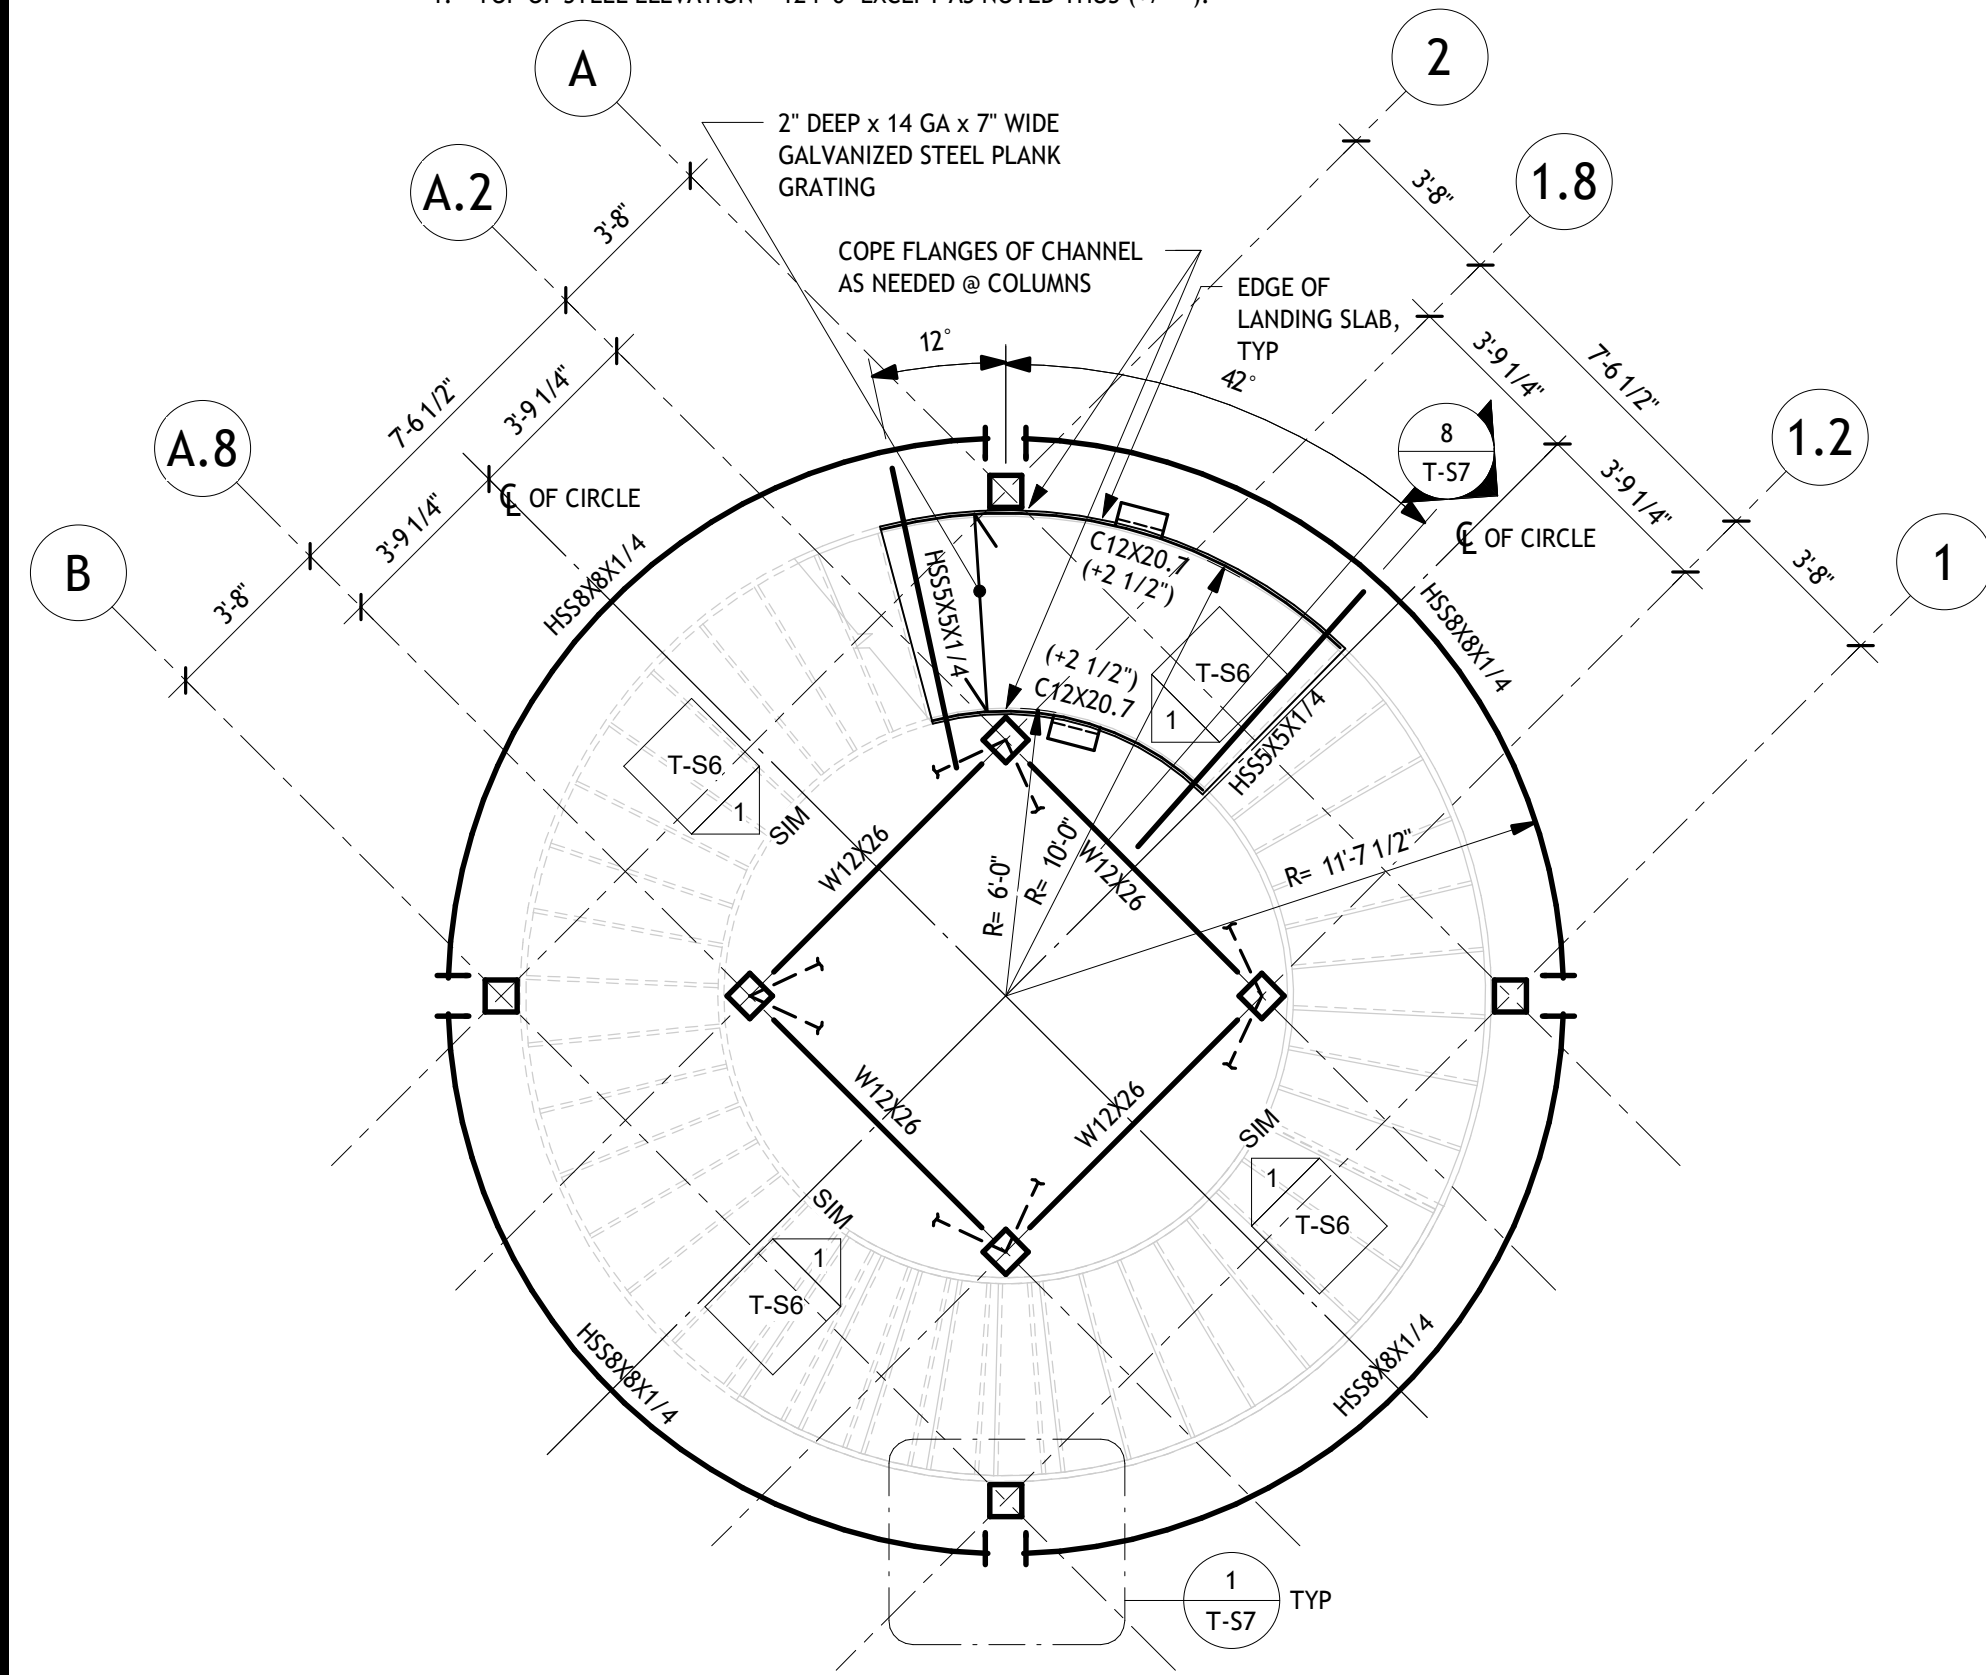 A
2
2" DEEP x 14 GA x 7" WIDE
GALVANIZED STEEL PLANK
GRATING
A.2
1.8
3'-8"
3'-8"
COPE FLANGES OF CHANNEL
AS NEEDED @ COLUMNS
EDGE OF
LANDING SLAB,
TYP
12°
42°
7'-6 1/2"
3'-9 1/4"
3'-9 1/4"
7'-6 1/2"
A.8
1.2
8
T-S7
3'-9 1/4"
3'-9 1/4"
℄ OF CIRCLE
℄ OF CIRCLE
B
1
3'-8"
3'-8"
HSS8X8X1/4
HSS5X5X1/4
C12X20.7
(+2 1/2")
HSS8X8X1/4
(+2 1/2")
C12X20.7
T-S6
1
HSS5X5X1/4
T-S6
1
SIM
W12X26
W12X26
R= 6'-0"
R= 10'-0"
R= 11'-7 1/2"
W12X26
W12X26
SIM
1
T-S6
SIM
1
T-S6
HSS8X8X1/4
HSS8X8X1/4
1
T-S7
TYP